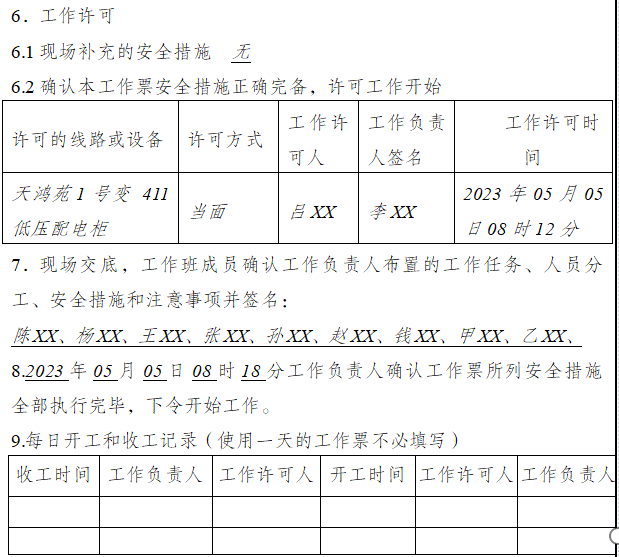 6．工作许可
6.1 现场补充的安全措施 无
6.2 确认本工作票安全措施正确完备，许可工作开始
许可的线路或设备 许可方式 工作许可人 工作负责人签名 工作许可时间
天鸿苑 1 号变 411 低压配电柜 当面 吕XX 李XX 2023 年 05 月 05 日 08 时 12 分
7．现场交底，工作班成员确认工作负责人布置的工作任务、人员分
工、安全措施和注意事项并签名：
陈XX、杨XX、王XX、张XX、孙XX、赵XX、钱XX、甲XX、乙XX、
8.2023 年 05 月 05 日 08 时 18 分工作负责人确认工作票所列安全措施
全部执行完毕，下令开始工作。
9.每日开工和收工记录（使用一天的工作票不必填写）
收工时间 工作负责人 工作许可人 开工时间 工作许可人 工作负责人